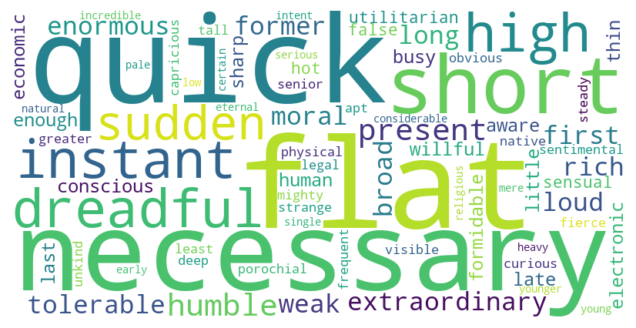 incredible
intent
tall
utilitarian
enormous
former
false
long
high
thin
economic
pale
capricious
certain
serious
busy
obvious
quick
sharp
hot
senior
low
short
steady
natural
eternal
apt
considerable
enough
sudden
moral
present
aware
first
greater
physical
willful
native
sentimental
instant
flat
broad
little
rich
conscious
legal
human
mighty
religious
mere
sensual
dreadful
strange
single
formidable
loud
fierce
necessary
last
unkind
least
deep
frequent
visible
heavy
curious
electronic
early
porochial
late
younger
tolerable
humble
weak
extraordinary
young